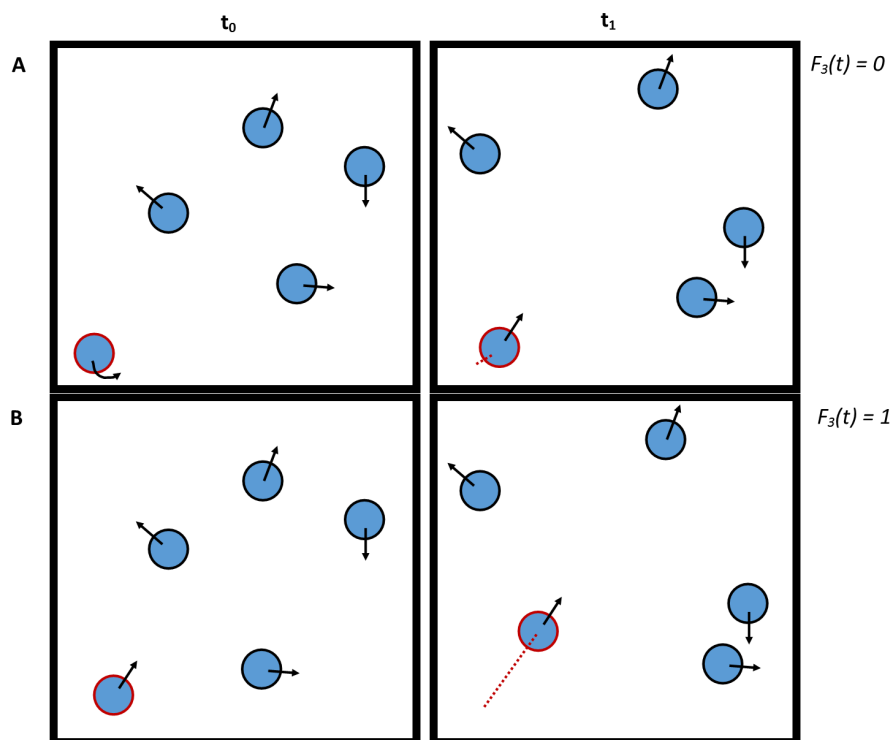 t₀ t₁
A F₃(t) = 0
B F₃(t) = 1